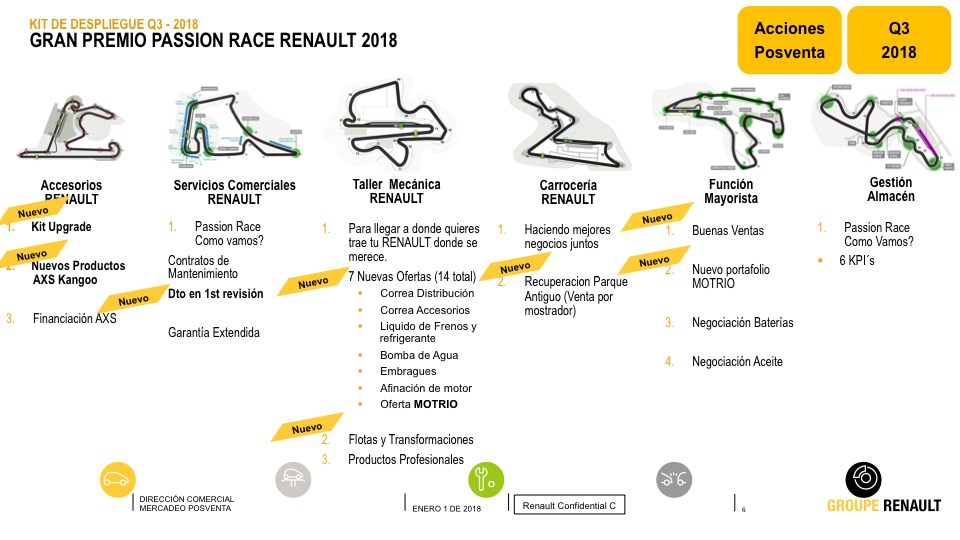 KIT DE DESPLIEGUE Q3 - 2018
GRAN PREMIO PASSION RACE RENAULT 2018
Acciones
Posventa
Q3
2018
Accesorios
RENAULT
Nuevo
1. Kit Upgrade
Nuevo
2. Nuevos Productos
AXS Kangoo
3. Financiación AXS
Servicios Comerciales
RENAULT
1. Passion Race
Como vamos?
Contratos de
Mantenimiento
Nuevo
Dto en 1st revisión
Garantía Extendida
Taller Mecánica
RENAULT
1. Para llegar a donde quieres
trae tu RENAULT donde se
merece.
Nuevo
7 Nuevas Ofertas (14 total)
▪ Correa Distribución
▪ Correa Accesorios
▪ Liquido de Frenos y
refrigerante
▪ Bomba de Agua
▪ Embragues
▪ Afinación de motor
▪ Oferta MOTRIO
Nuevo
2. Flotas y Transformaciones
3. Productos Profesionales
Carrocería
RENAULT
1. Haciendo mejores
negocios juntos
Nuevo
2. Recuperacion Parque
Antiguo (Venta por
mostrador)
Función
Mayorista
Nuevo
1. Buenas Ventas
Nuevo
2. Nuevo portafolio
MOTRIO
3. Negociación Baterías
4. Negociación Aceite
Gestión
Almacén
1. Passion Race
Como Vamos?
▪ 6 KPI´s
DIRECCIÓN COMERCIAL
MERCADEO POSVENTA
ENERO 1 DE 2018
Renault Confidential C
6
GROUPE RENAULT